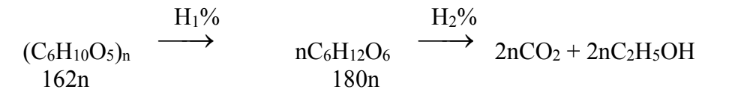 H₁% H₂%
(C₆H₁₀O₅)ₙ ⟶ nC₆H₁₂O₆ ⟶ 2nCO₂ + 2nC₂H₅OH
162n 180n